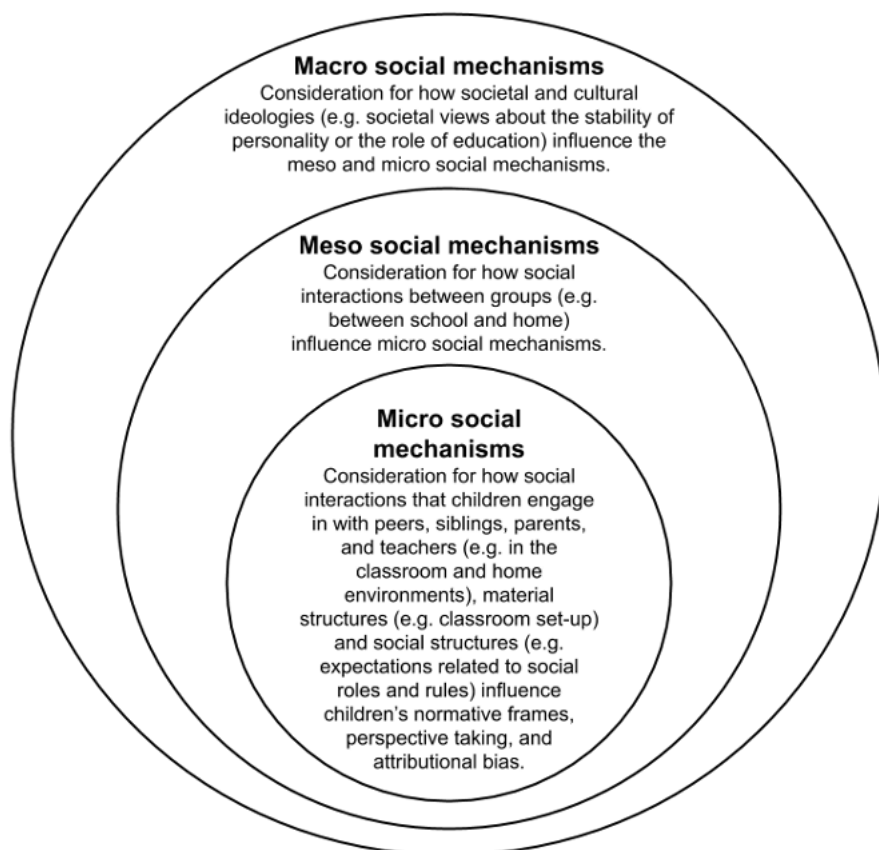 Macro social mechanisms
Consideration for how societal and cultural
ideologies (e.g. societal views about the stability of
personality or the role of education) influence the
meso and micro social mechanisms.
Meso social mechanisms
Consideration for how social
interactions between groups (e.g.
between school and home)
influence micro social mechanisms.
Micro social
mechanisms
Consideration for how social
interactions that children engage
in with peers, siblings, parents,
and teachers (e.g. in the
classroom and home
environments), material
structures (e.g. classroom set-up)
and social structures (e.g.
expectations related to social
roles and rules) influence
children's normative frames,
perspective taking, and
attributional bias.